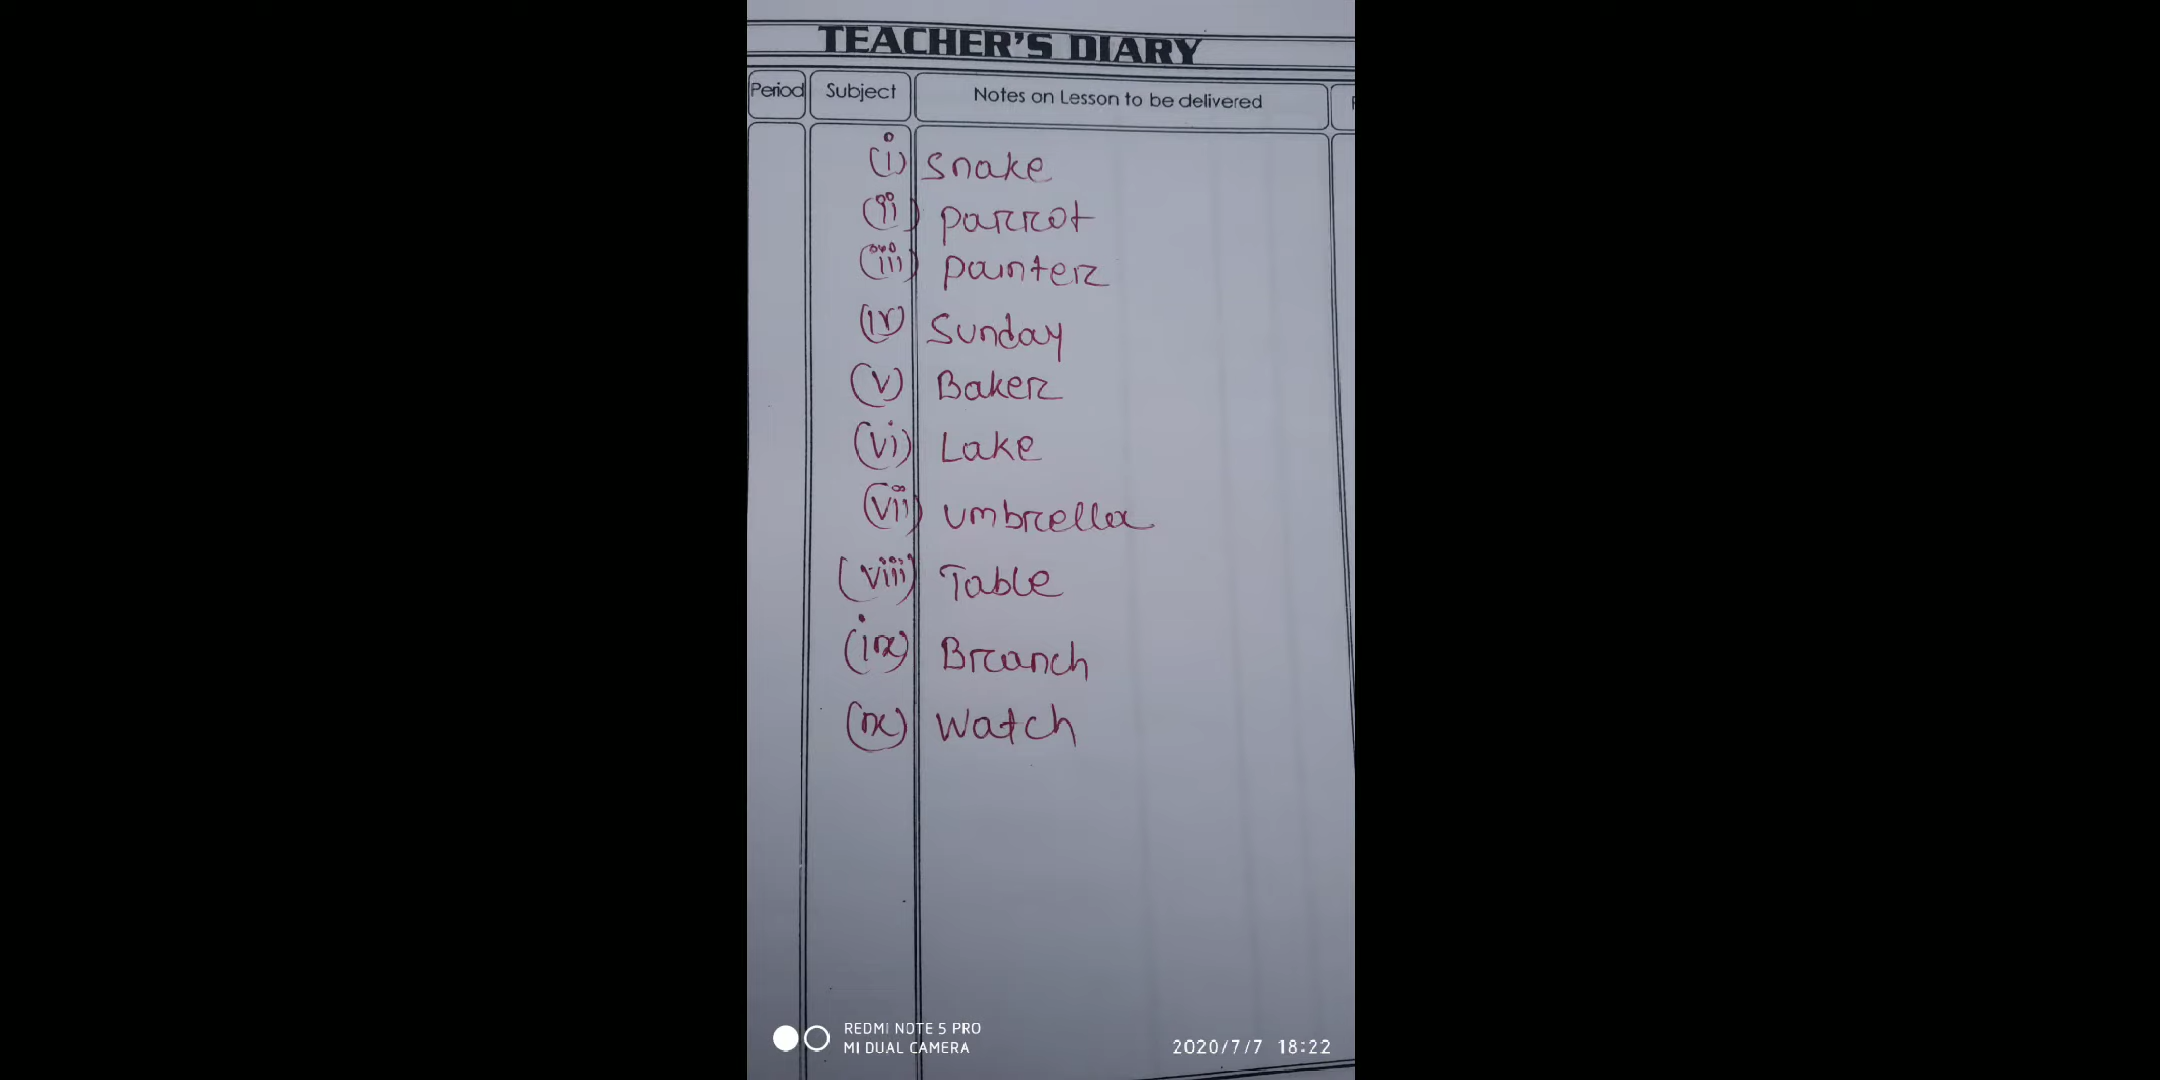 TEACHER'S DIARY
Period Subject Notes on Lesson to be delivered
(i) Snake
(ii) parrot
(iii) painter
(iv) Sunday
(v) Baker
(vi) Lake
(vii) umbrella
(viii) Table
(ix) Branch
(x) Watch
REDMI NOTE 5 PRO
MI DUAL CAMERA
2020/7/7 18:22